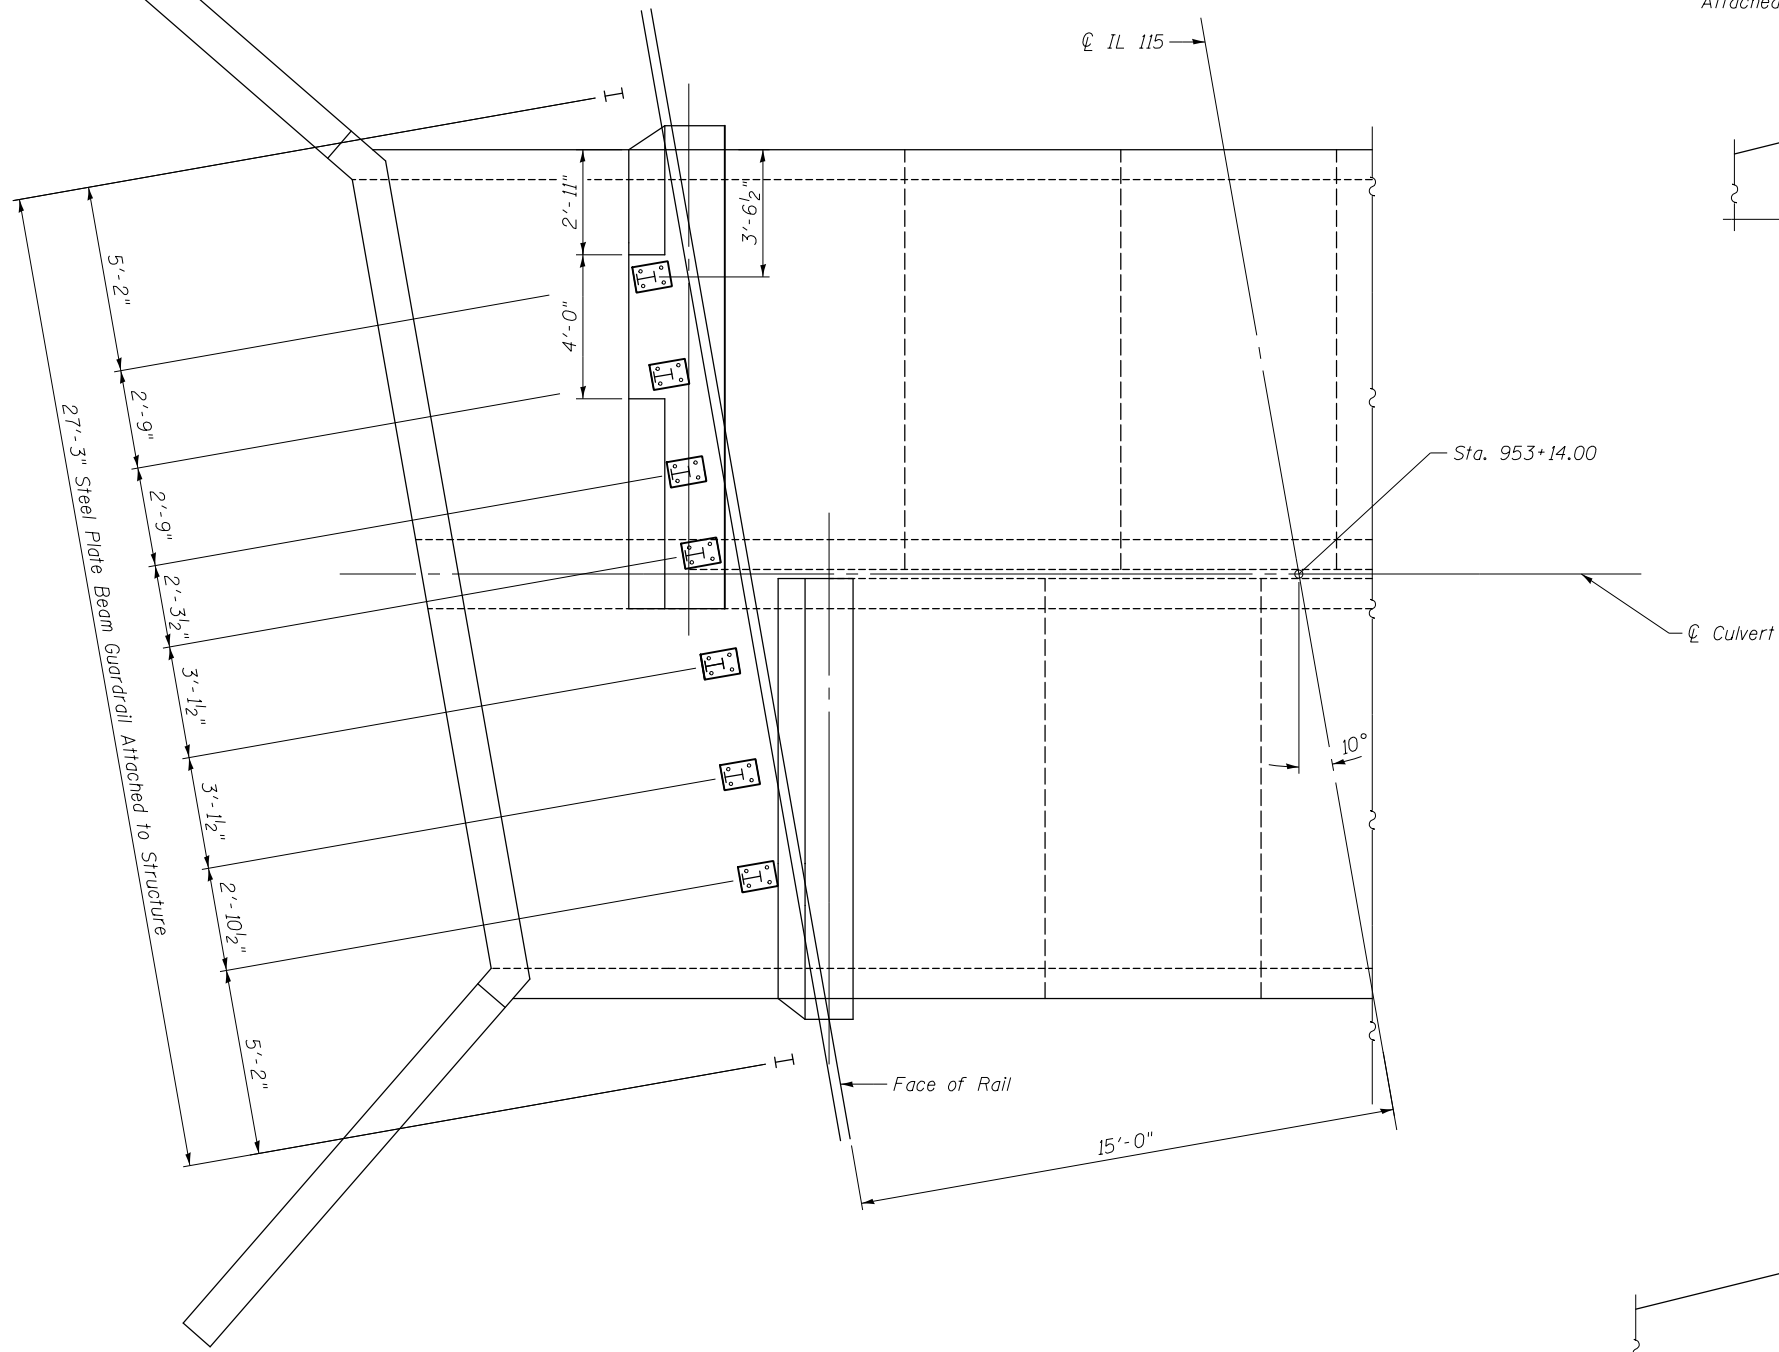 Attached
℄ IL 115
2'-11"
3'-6½"
5'-2"
4'-0"
2'-9"
27'-3" Steel Plate Beam Guardrail Attached to Structure
Sta. 953+14.00
2'-9"
2'-3½"
℄ Culvert
3'-1½"
10°
3'-1½"
2'-10½"
5'-2"
Face of Rail
15'-0"